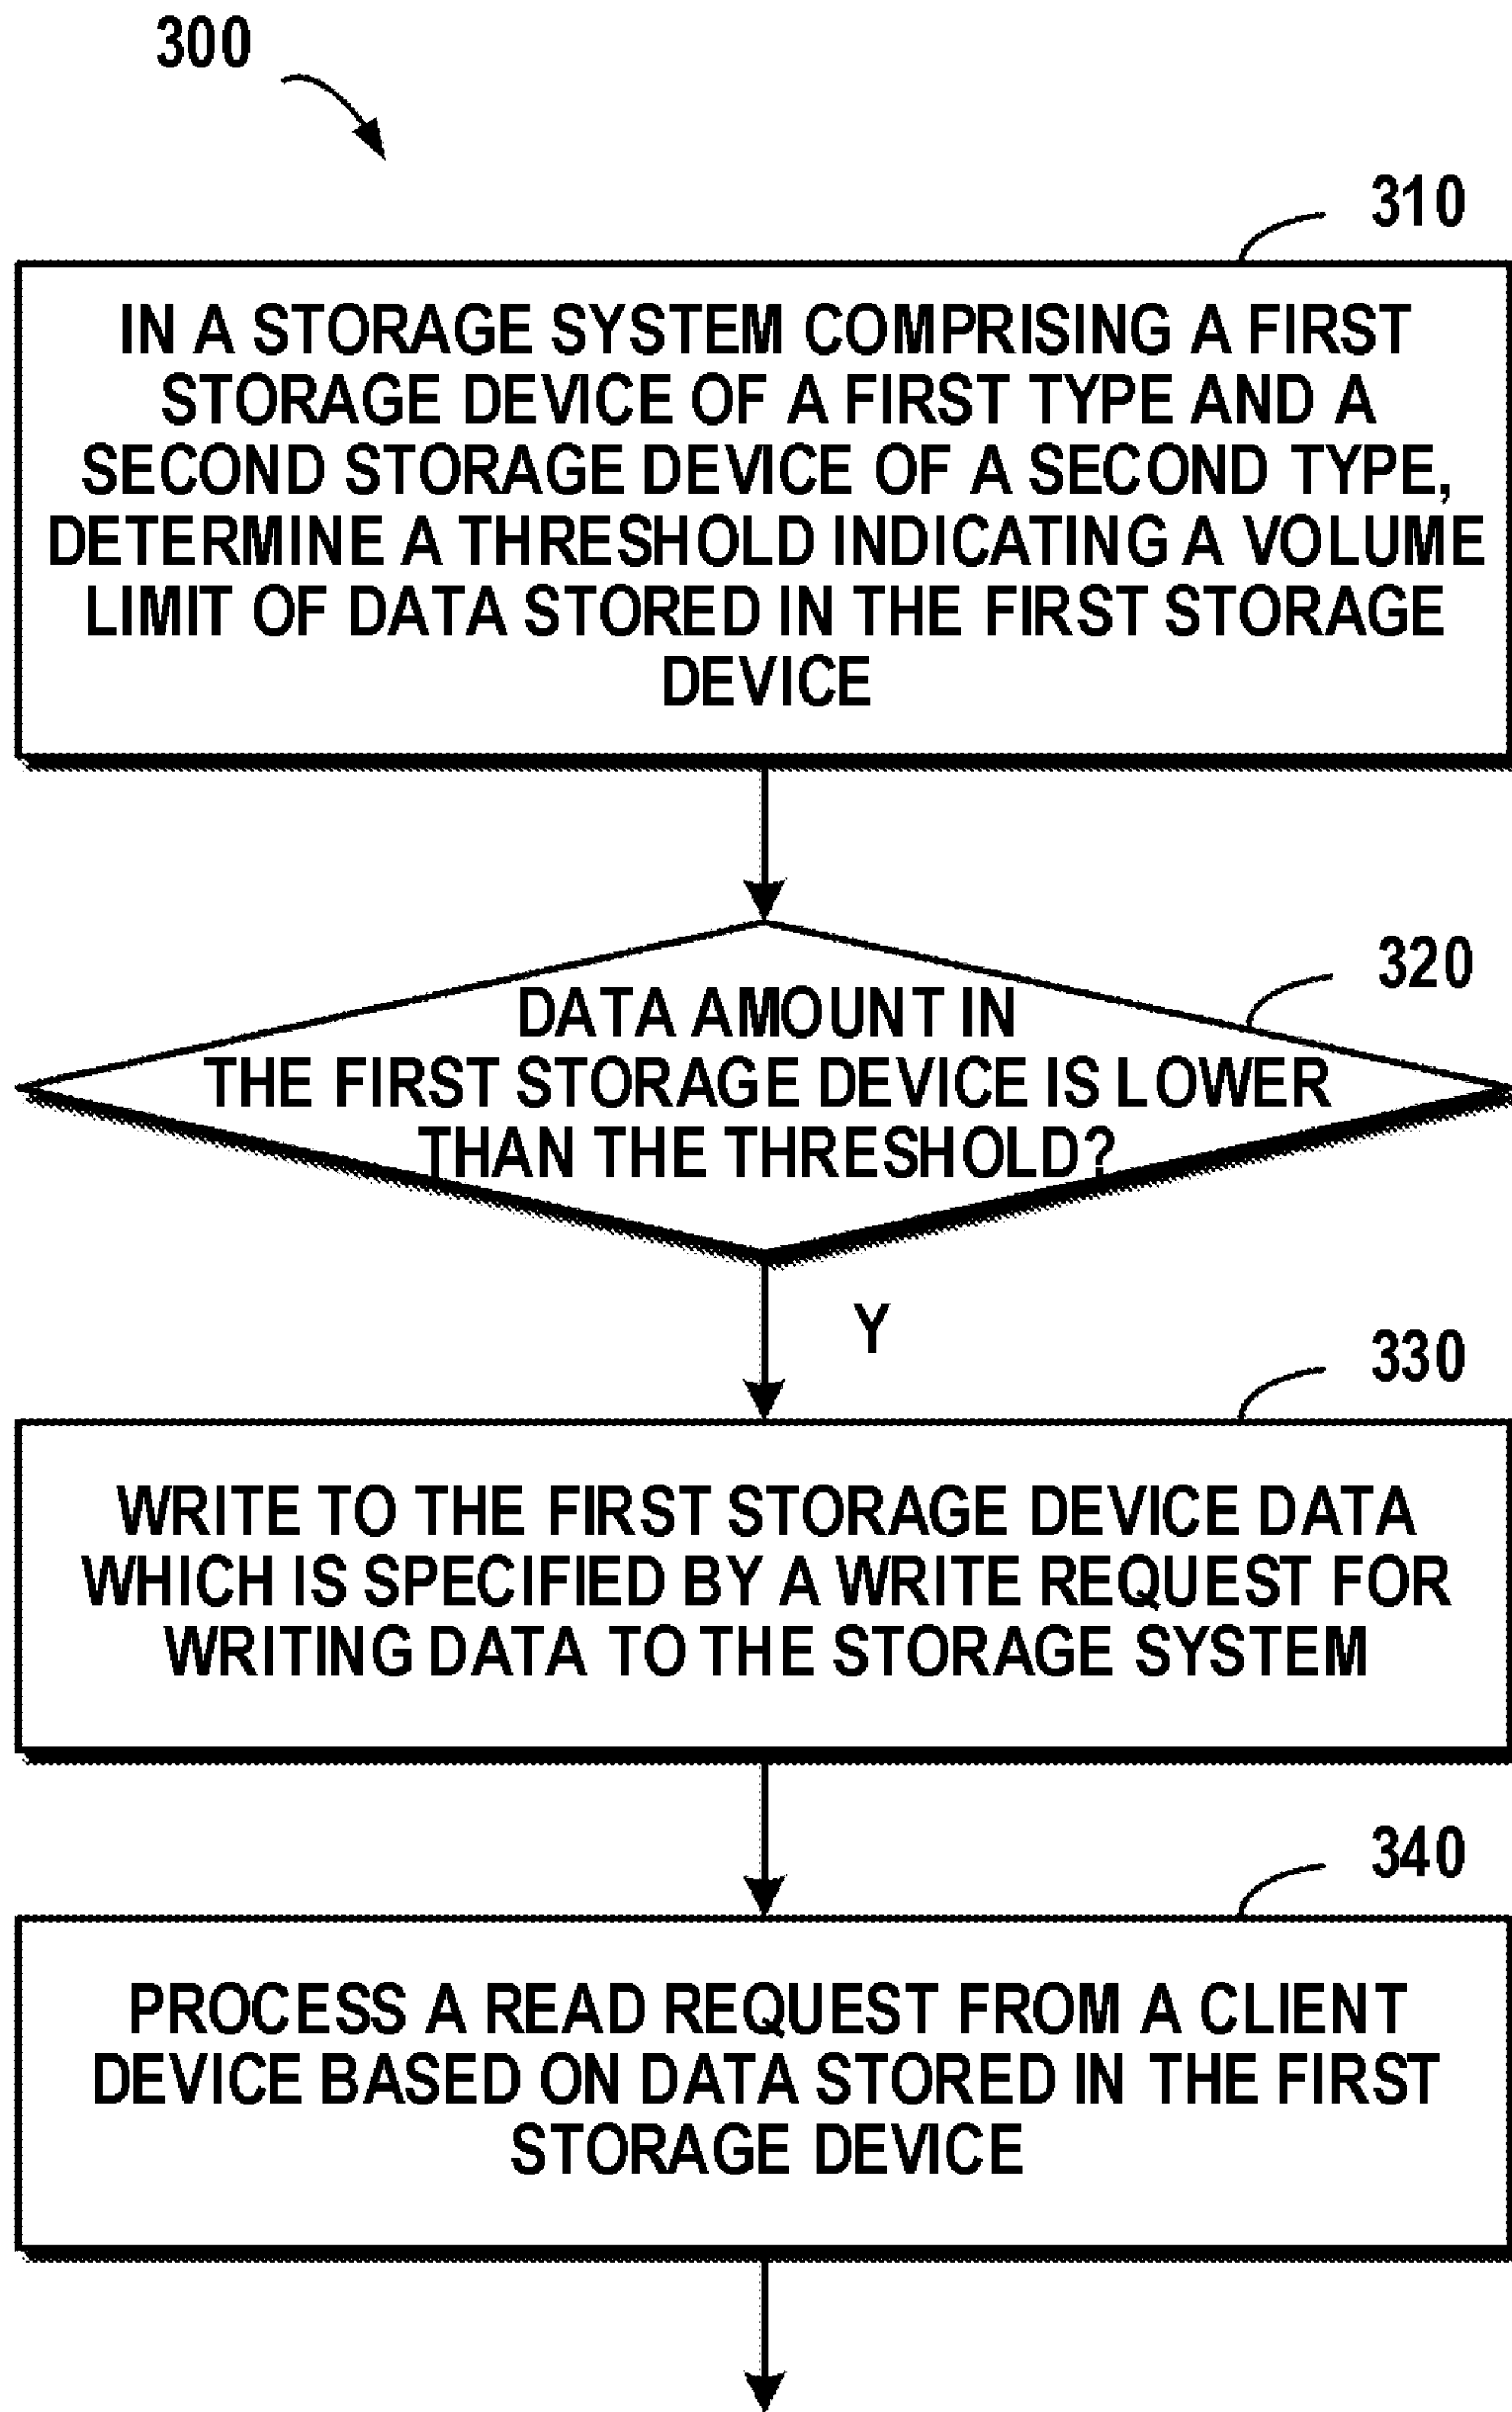 300
310
IN A STORAGE SYSTEM COMPRISING A FIRST
STORAGE DEVICE OF A FIRST TYPE AND A
SECOND STORAGE DEVICE OF A SECOND TYPE,
DETERMINE A THRESHOLD INDICATING A VOLUME
LIMIT OF DATA STORED IN THE FIRST STORAGE
DEVICE
320
DATA AMOUNT IN
THE FIRST STORAGE DEVICE IS LOWER
THAN THE THRESHOLD?
Y
330
WRITE TO THE FIRST STORAGE DEVICE DATA
WHICH IS SPECIFIED BY A WRITE REQUEST FOR
WRITING DATA TO THE STORAGE SYSTEM
340
PROCESS A READ REQUEST FROM A CLIENT
DEVICE BASED ON DATA STORED IN THE FIRST
STORAGE DEVICE